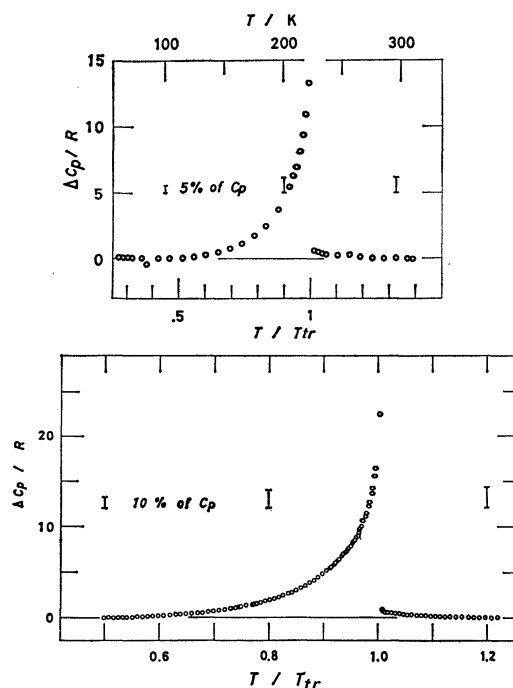 T / K
100 200 300
15
10
5
0
ΔCp / R
5% of Cp
.5 1
T / Ttr
20
10
0
ΔCp / R
10 % of Cp
0.6 0.8 1.0 1.2
T / Ttr